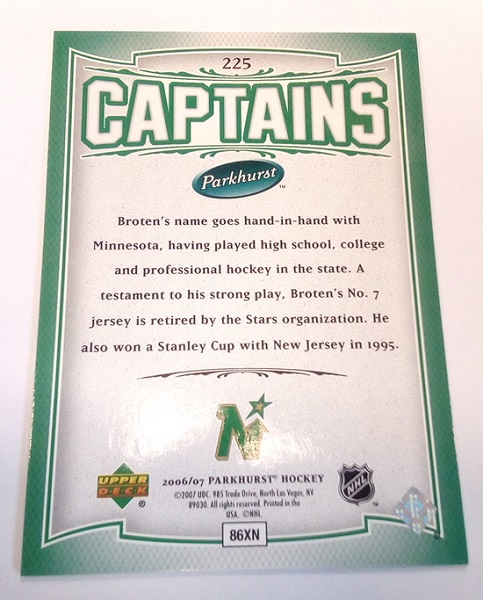 225
CAPTAINS
Parkhurst™
Broten's name goes hand-in-hand with
Minnesota, having played high school, college
and professional hockey in the state. A
testament to his strong play, Broten's No. 7
jersey is retired by the Stars organization. He
also won a Stanley Cup with New Jersey in 1995.
N
UPPER
DECK®
2006/07 PARKHURST® HOCKEY
©2007 UDC. 985 Trade Drive, North Las Vegas, NV
89030. All rights reserved. Printed in the
USA. ©NHL.
NHL™
86XN